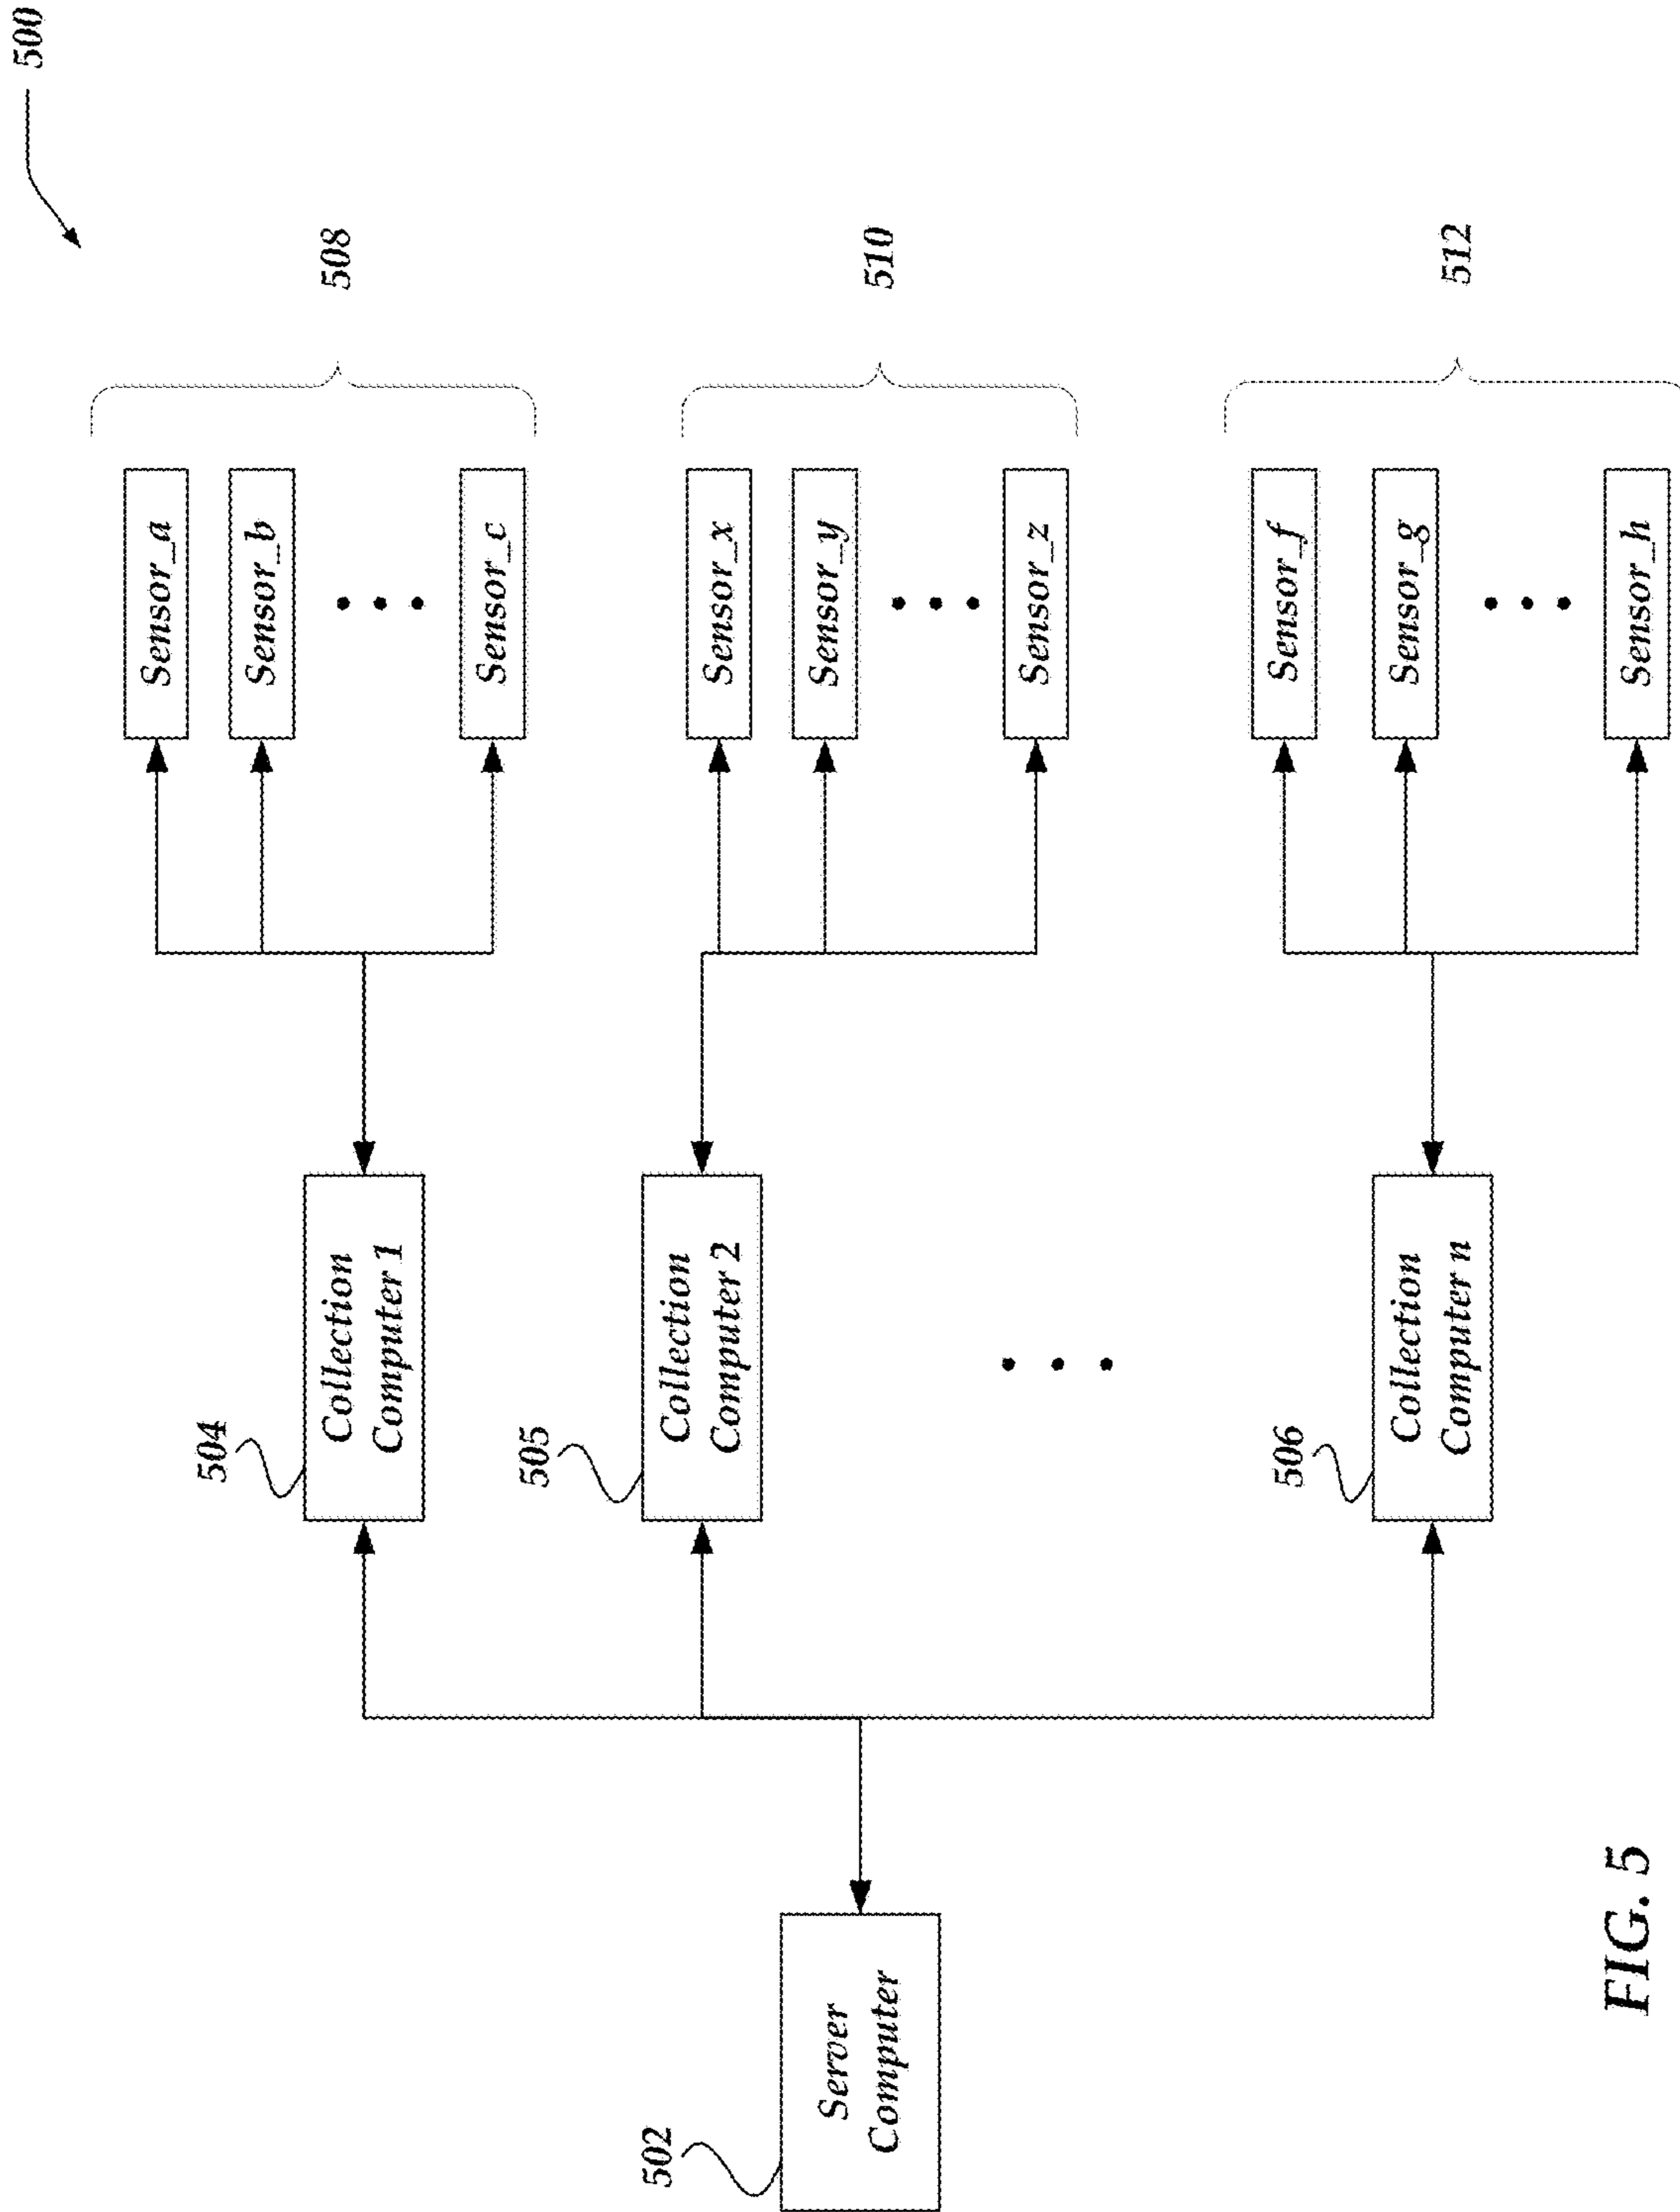 500
508
510
512
Sensor_a
Sensor_b
Sensor_c
Sensor_x
Sensor_y
Sensor_z
Sensor_f
Sensor_g
Sensor_h
504
Collection
Computer 1
505
Collection
Computer 2
506
Collection
Computer n
502
Server
Computer
FIG. 5